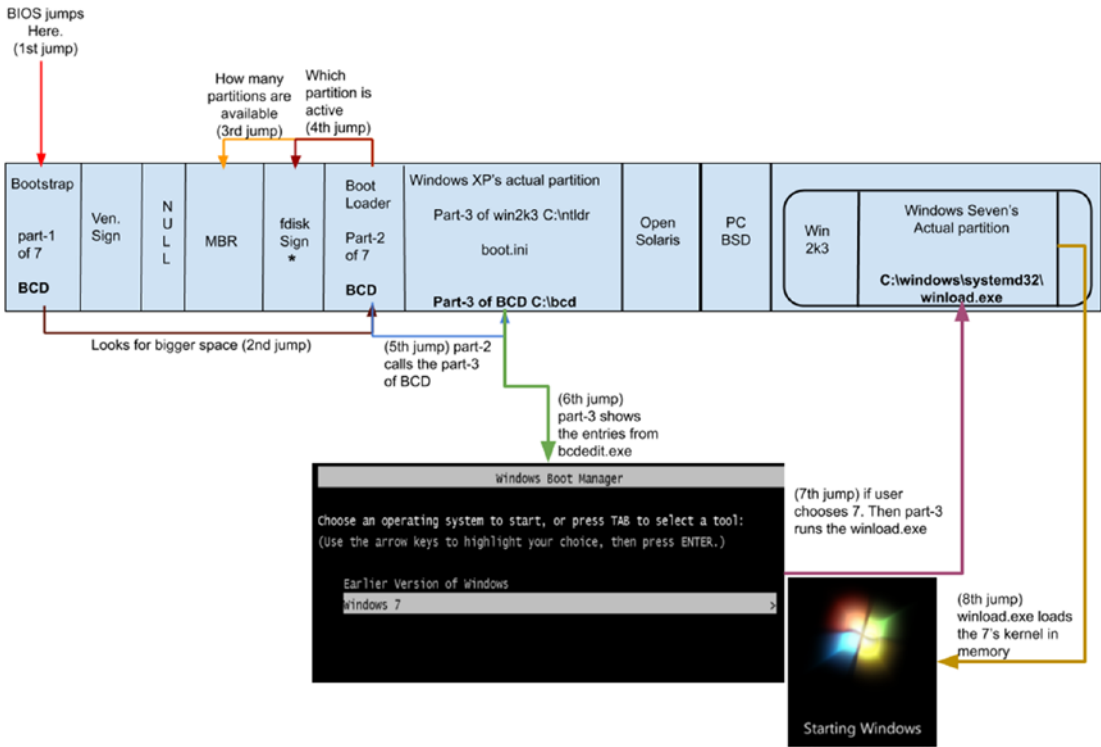 BIOS jumps
Here.
(1st jump)
How many
partitions are
available
(3rd jump)
Which
partition is
active
(4th jump)
Bootstrap
part-1
of 7
BCD
Ven.
Sign
N
U
L
L
MBR
fdisk
Sign
*
Boot
Loader
Part-2
of 7
BCD
Windows XP's actual partition
Part-3 of win2k3 C:\ntldr
boot.ini
Part-3 of BCD C:\bcd
Open
Solaris
PC
BSD
Win
2k3
Windows Seven's
Actual partition
C:\windows\systemd32\
winload.exe
Looks for bigger space (2nd jump)
(5th jump) part-2
calls the part-3
of BCD
(6th jump)
part-3 shows
the entries from
bcdedit.exe
Windows Boot Manager
Choose an operating system to start, or press TAB to select a tool:
(Use the arrow keys to highlight your choice, then press ENTER.)
Earlier Version of Windows
Windows 7 >
(7th jump) if user
chooses 7. Then part-3
runs the winload.exe
(8th jump)
winload.exe loads
the 7's kernel in
memory
Starting Windows